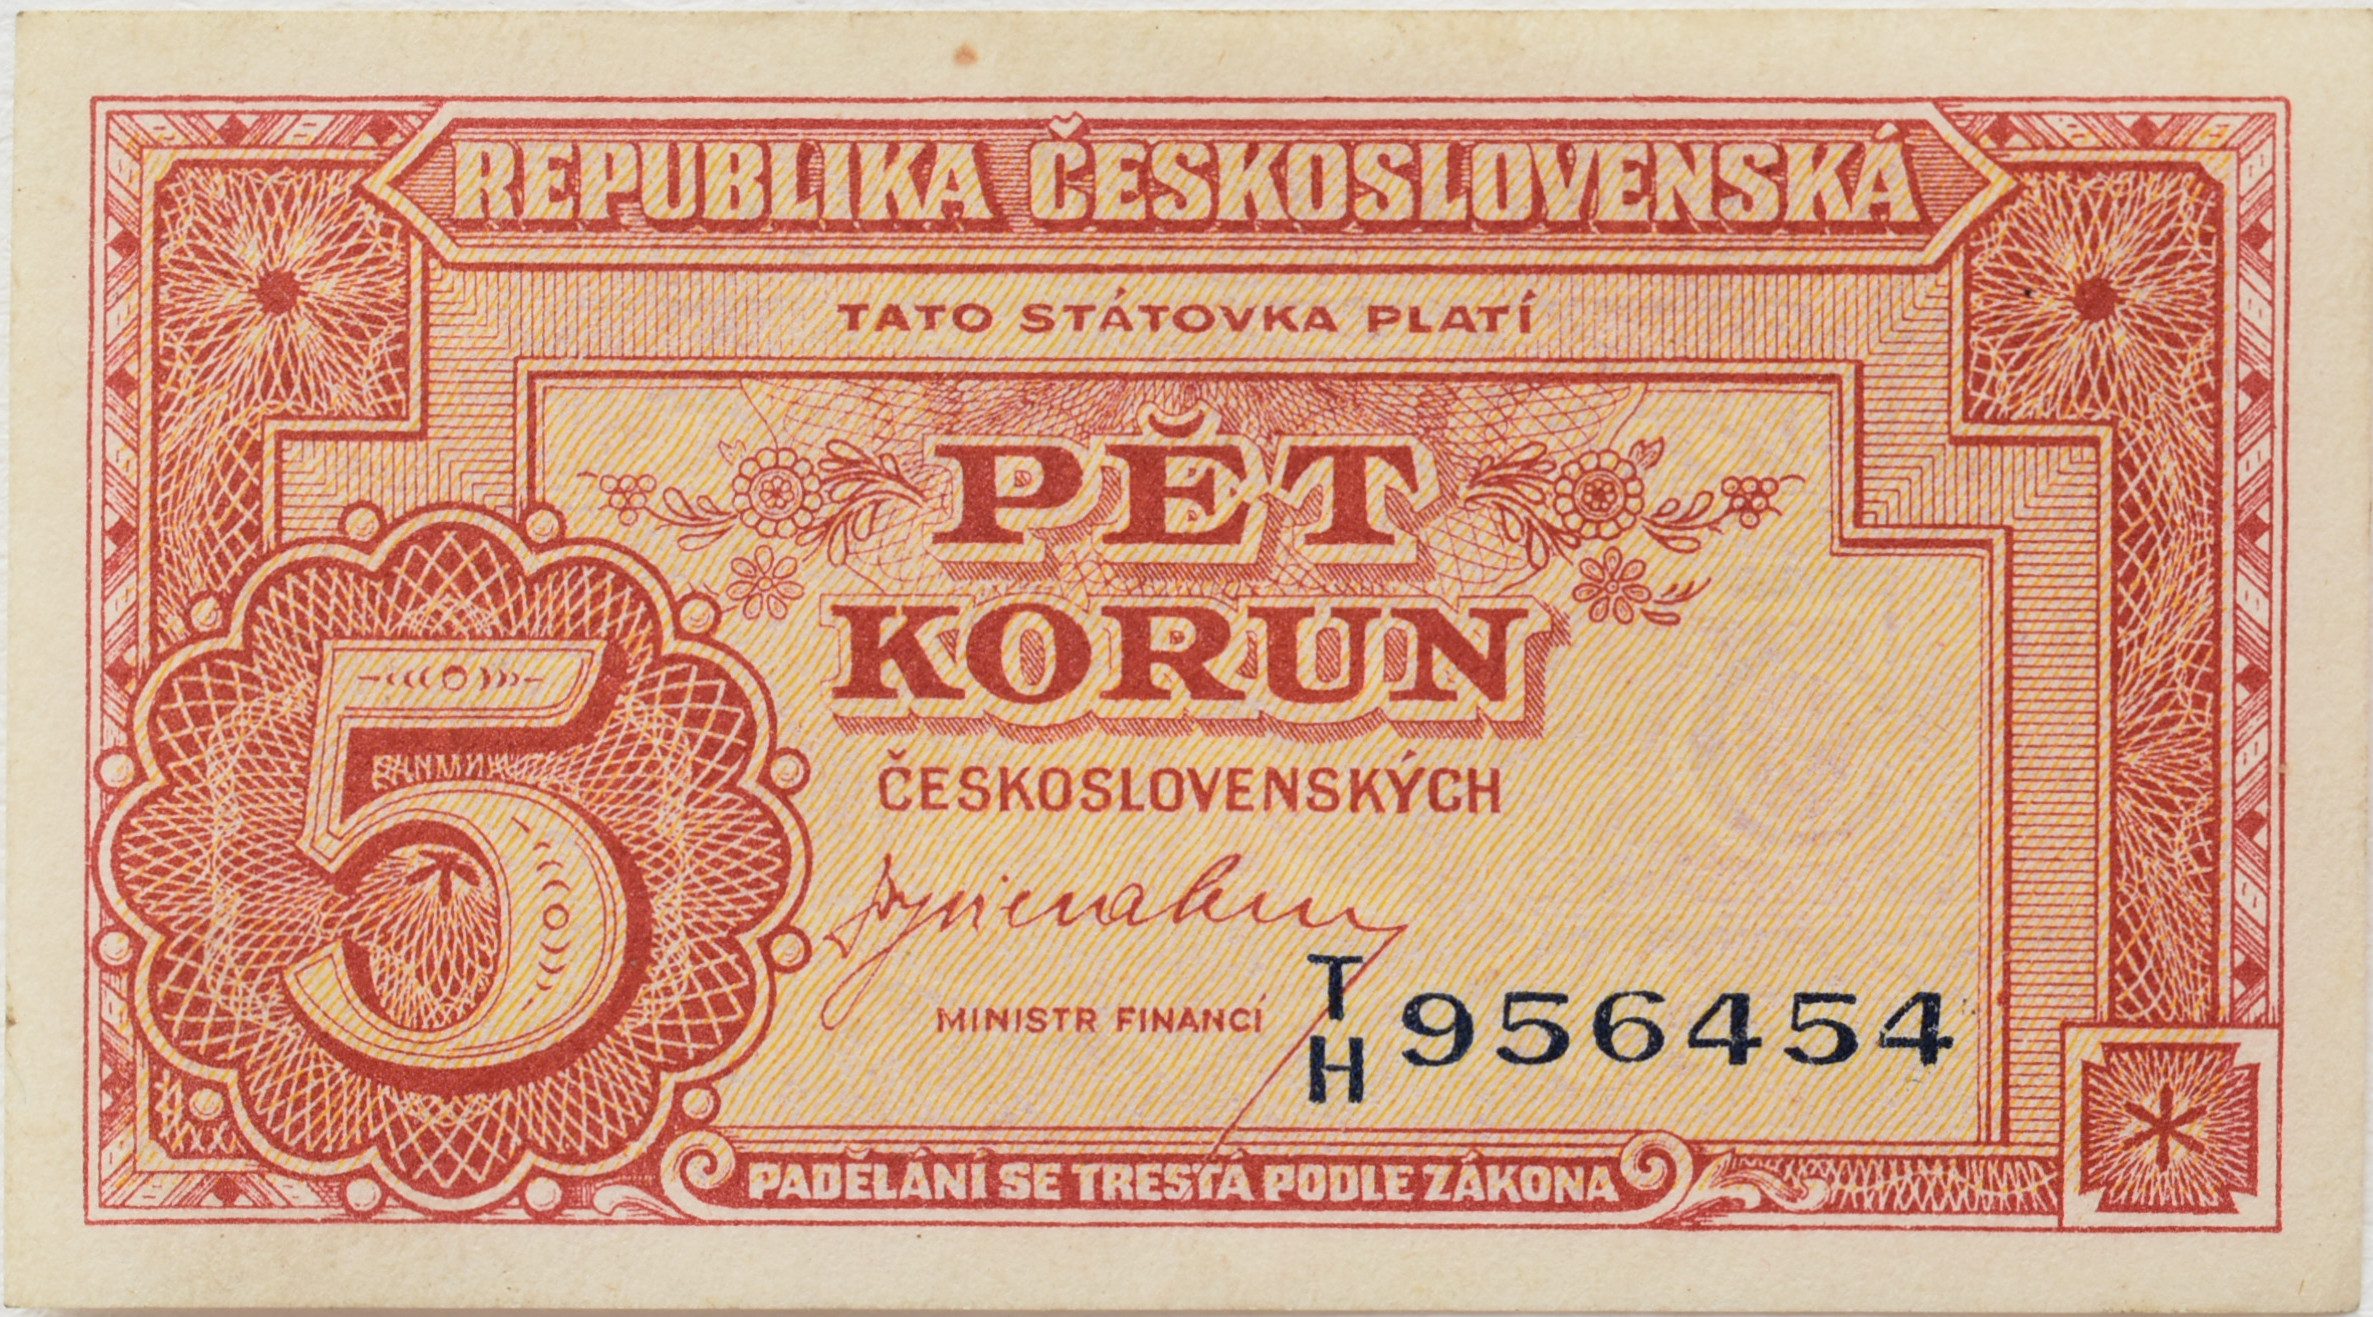 REPUBLIKA ČESKOSLOVENSKÁ
TATO STÁTOVKA PLATÍ
PĚT
KORUN
ČESKOSLOVENSKÝCH
5
MINISTR FINANCÍ
T
H 956454
PADĚLÁNÍ SE TRESTÁ PODLE ZÁKONA